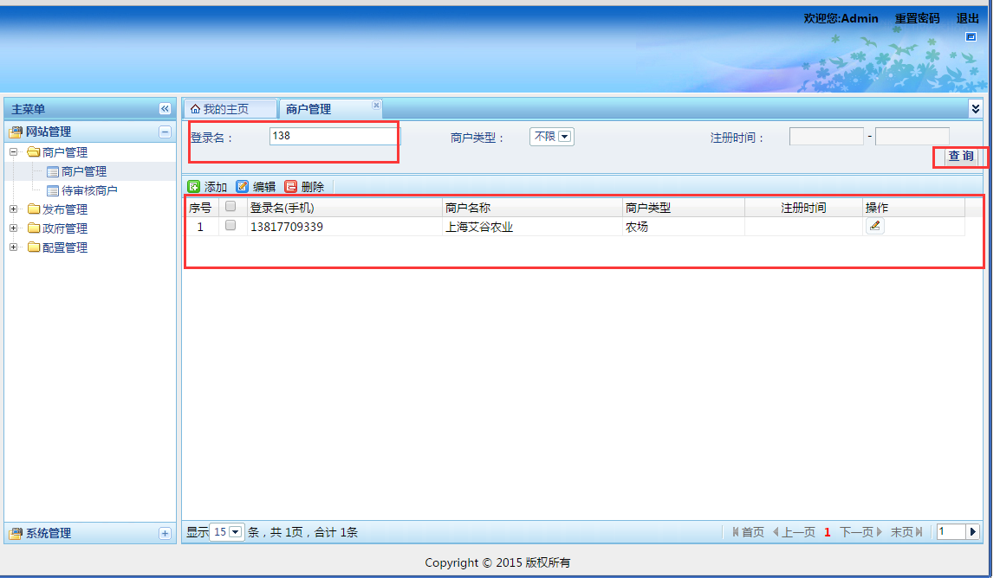 欢迎您:Admin 重置密码 退出
主菜单 我的主页 商户管理
网站管理
商户管理
商户管理
待审核商户
发布管理
政府管理
配置管理
系统管理
登录名： 138 商户类型： 不限 注册时间： -
查 询
添加 编辑 删除
序号 登录名(手机) 商户名称 商户类型 注册时间 操作
1 13817709339 上海艾谷农业 农场
显示 15 条，共 1页，合计 1条 首页 上一页 1 下一页 末页 1
Copyright © 2015 版权所有